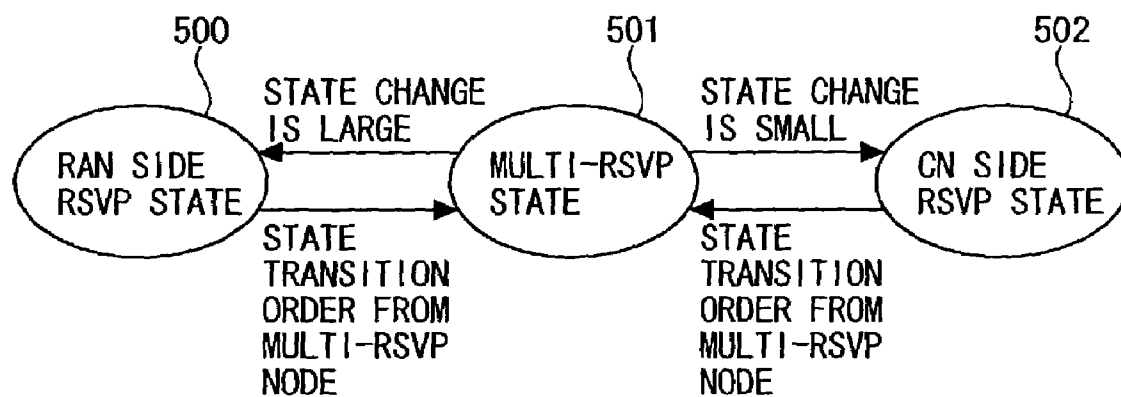 500
501
502
STATE CHANGE
IS LARGE
STATE CHANGE
IS SMALL
RAN SIDE
RSVP STATE
MULTI-RSVP
STATE
CN SIDE
RSVP STATE
STATE
TRANSITION
ORDER FROM
MULTI-RSVP
NODE
STATE
TRANSITION
ORDER FROM
MULTI-RSVP
NODE